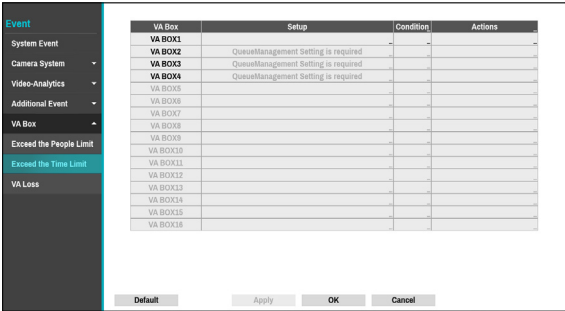 Event
System Event
Camera System
Video-Analytics
Additional Event
VA Box
Exceed the People Limit
Exceed the Time Limit
VA Loss
VA Box Setup Condition Actions
VA BOX1
VA BOX2 QueueManagement Setting is required
VA BOX3 QueueManagement Setting is required
VA BOX4 QueueManagement Setting is required
VA BOX5
VA BOX6
VA BOX7
VA BOX8
VA BOX9
VA BOX10
VA BOX11
VA BOX12
VA BOX13
VA BOX14
VA BOX15
VA BOX16
Default Apply OK Cancel